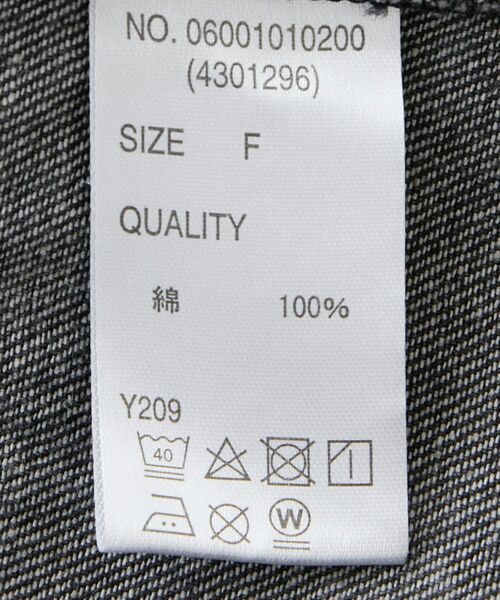 NO. 06001010200
(4301296)
SIZE F
QUALITY
綿 100%
Y209
40
W